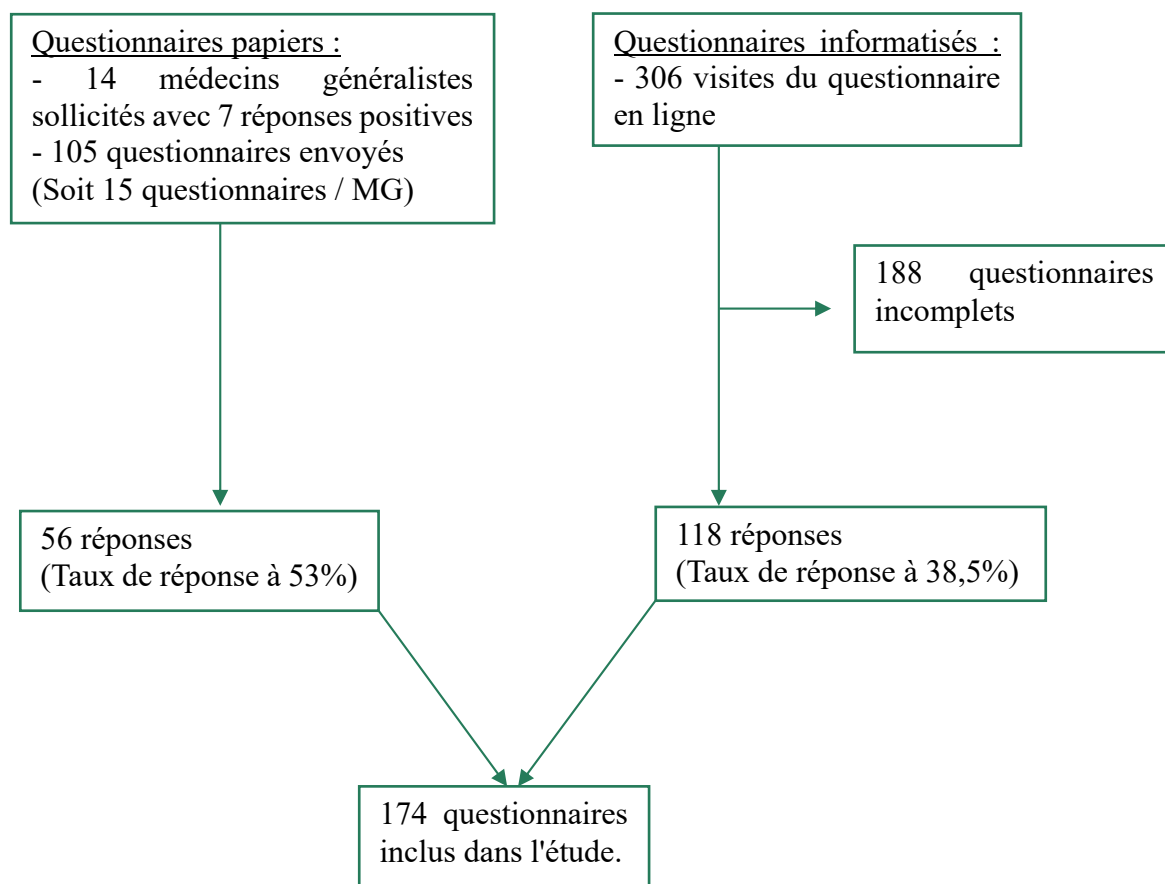 Questionnaires papiers :
- 14 médecins généralistes
sollicités avec 7 réponses positives
- 105 questionnaires envoyés
(Soit 15 questionnaires / MG)
Questionnaires informatisés :
- 306 visites du questionnaire
en ligne
188 questionnaires
incomplets
56 réponses
(Taux de réponse à 53%)
118 réponses
(Taux de réponse à 38,5%)
174 questionnaires
inclus dans l'étude.